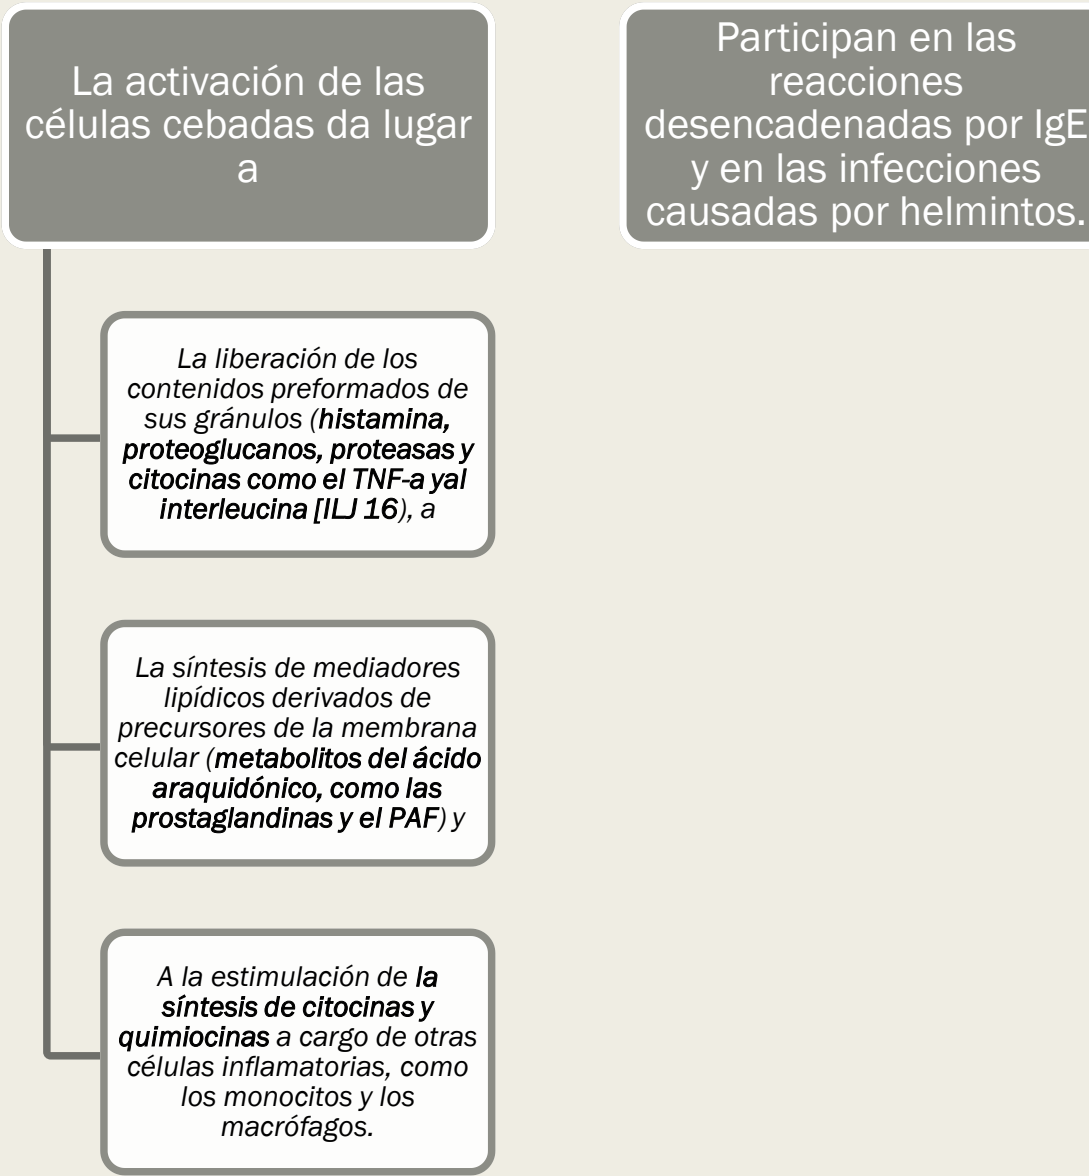 La activación de las
células cebadas da lugar
a
La liberación de los
contenidos preformados de
sus gránulos (histamina,
proteoglucanos, proteasas y
citocinas como el TNF-a yal
interleucina [ILJ 16), a
La síntesis de mediadores
lipídicos derivados de
precursores de la membrana
celular (metabolitos del ácido
araquidónico, como las
prostaglandinas y el PAF) y
A la estimulación de la
síntesis de citocinas y
quimiocinas a cargo de otras
células inflamatorias, como
los monocitos y los
macrófagos.
Participan en las
reacciones
desencadenadas por IgE
y en las infecciones
causadas por helmintos.